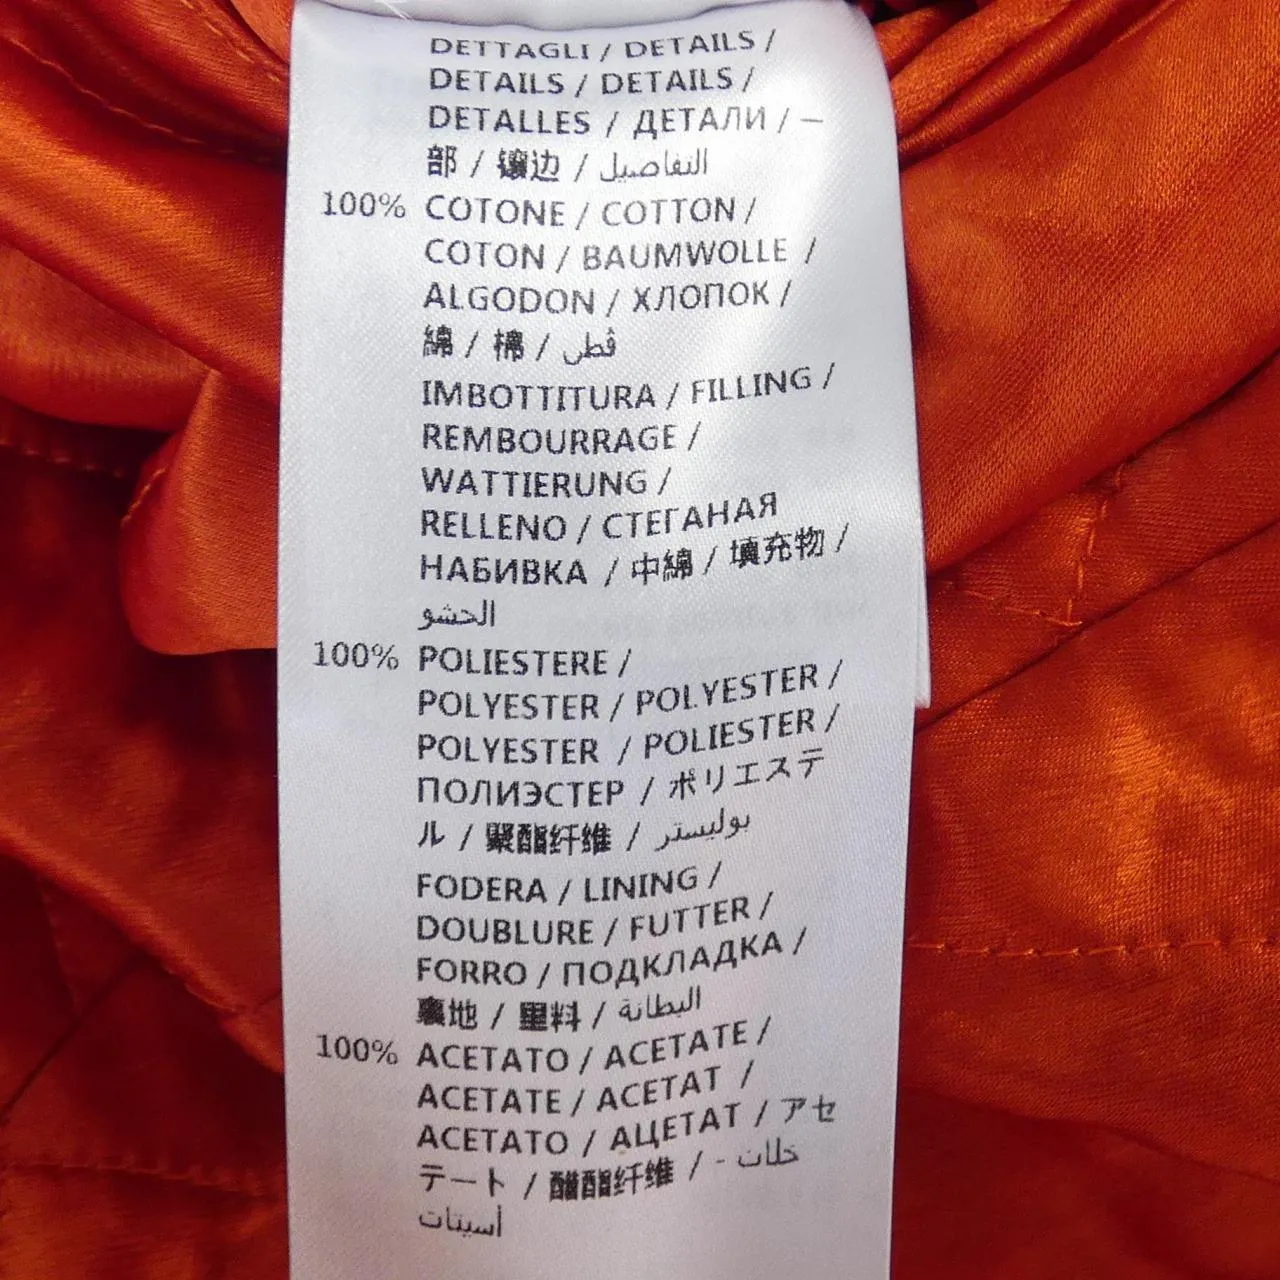 DETTAGLI / DETAILS /
DETAILS / DETAILS /
DETALLES / ДЕТАЛИ / 一
部 / 镶边 / التفاصيل
100% COTONE / COTTON /
COTON / BAUMWOLLE /
ALGODON / ХЛОПОК /
綿 / 棉 / قطن
IMBOTTITURA / FILLING /
REMBOURRAGE /
WATTIERUNG /
RELLENO / СТЕГАНАЯ
НАБИВКА / 中綿 / 填充物 /
الحشو
100% POLIESTERE /
POLYESTER / POLYESTER /
POLYESTER / POLIESTER /
ПОЛИЭСТЕР / ポリエステ
ル / 聚酯纤维 / بوليستر
FODERA / LINING /
DOUBLURE / FUTTER /
FORRO / ПОДКЛАДКА /
裏地 / 里料 / البطانة
100% ACETATO / ACETATE /
ACETATE / ACETAT /
ACETATO / АЦЕТАТ / アセ
テート / 醋酯纤维 / - خلات
أسيتات